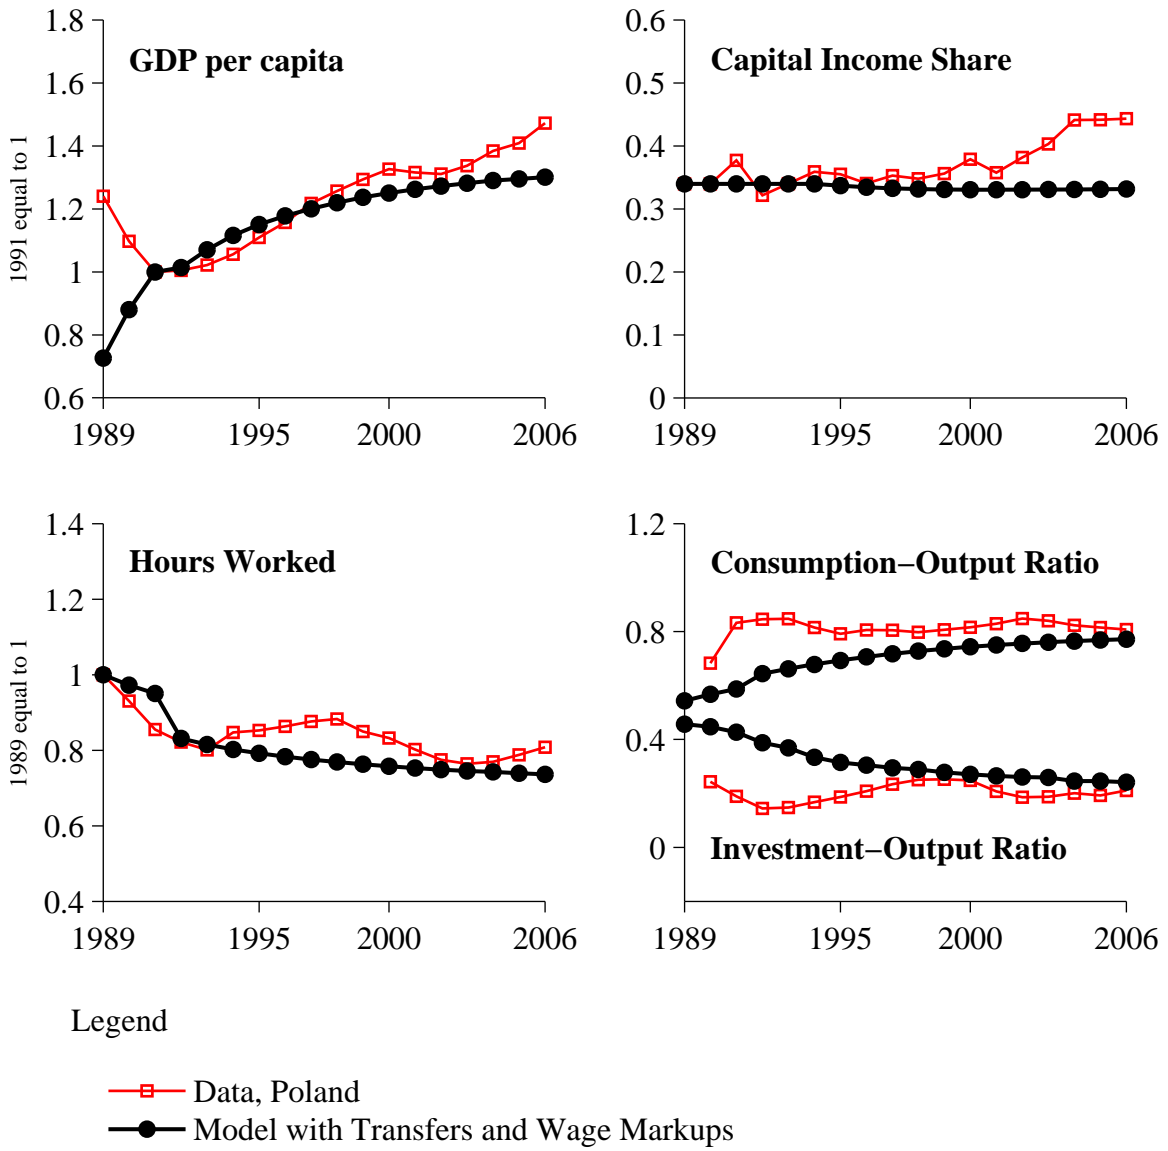 GDP per capita
1991 equal to 1
1.8
1.6
1.4
1.2
1
0.8
0.6
1989 1995 2000 2006
Capital Income Share
0.6
0.5
0.4
0.3
0.2
0.1
0
1989 1995 2000 2006
Hours Worked
1989 equal to 1
1.4
1.2
1
0.8
0.6
0.4
1989 1995 2000 2006
Consumption−Output Ratio
1.2
0.8
0.4
0
Investment−Output Ratio
1989 1995 2000 2006
Legend
Data, Poland
Model with Transfers and Wage Markups